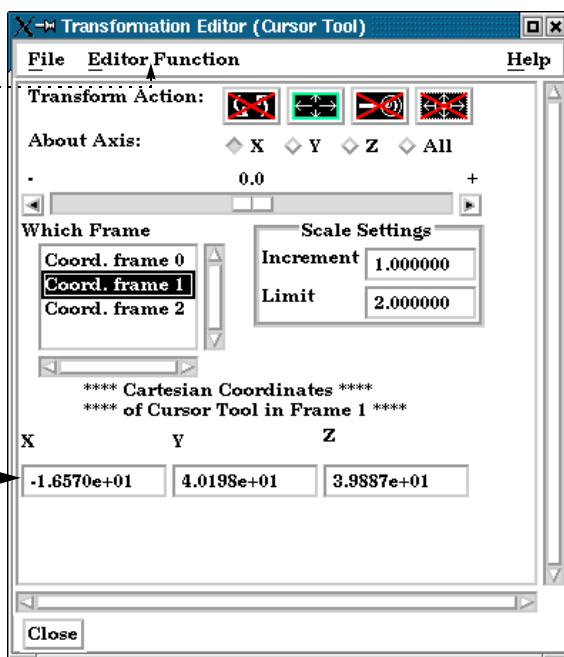 Transformation Editor (Cursor Tool)
File Editor Function Help
Transform Action:
About Axis: X Y Z All
- 0.0 +
Which Frame
Coord. frame 0
Coord. frame 1
Coord. frame 2
Scale Settings
Increment 1.000000
Limit 2.000000
**** Cartesian Coordinates ****
**** of Cursor Tool in Frame 1 ****
X Y Z
-1.6570e+01 4.0198e+01 3.9887e+01
Close